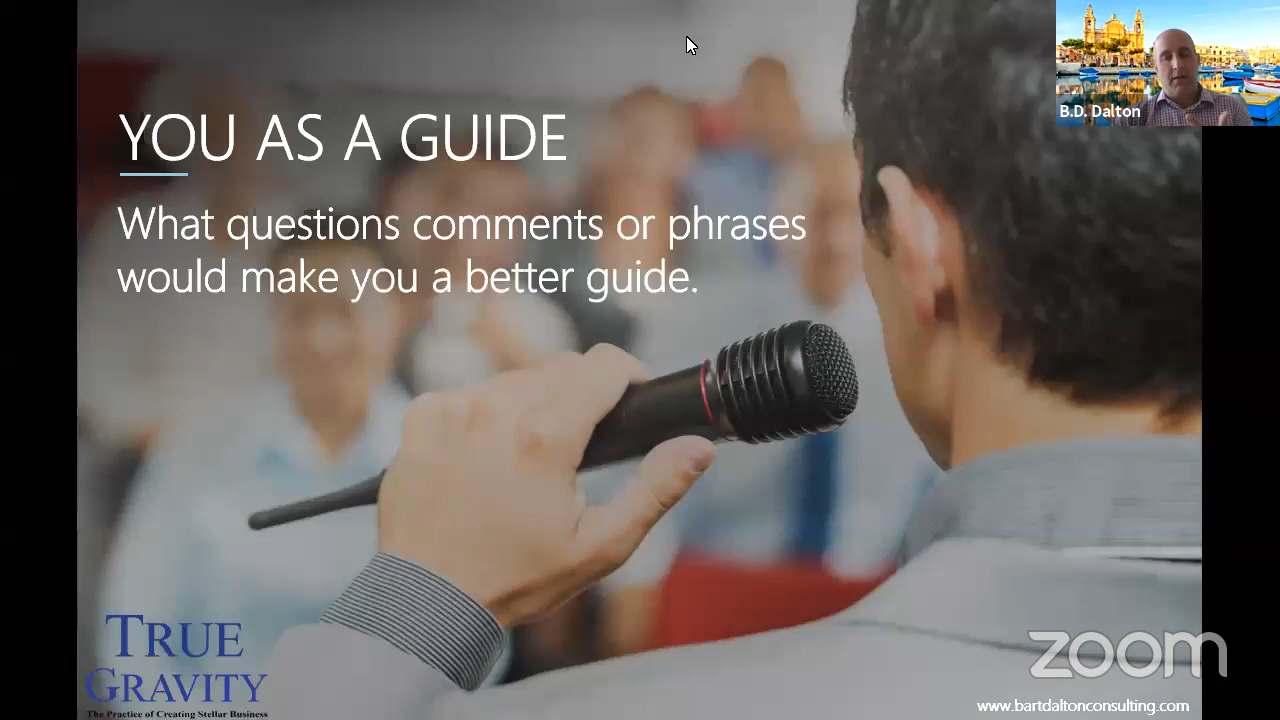 B.D. Dalton
YOU AS A GUIDE
What questions comments or phrases
would make you a better guide.
TRUE
GRAVITY
The Practice of Creating Stellar Business
zoom
www.bartdaltonconsulting.com